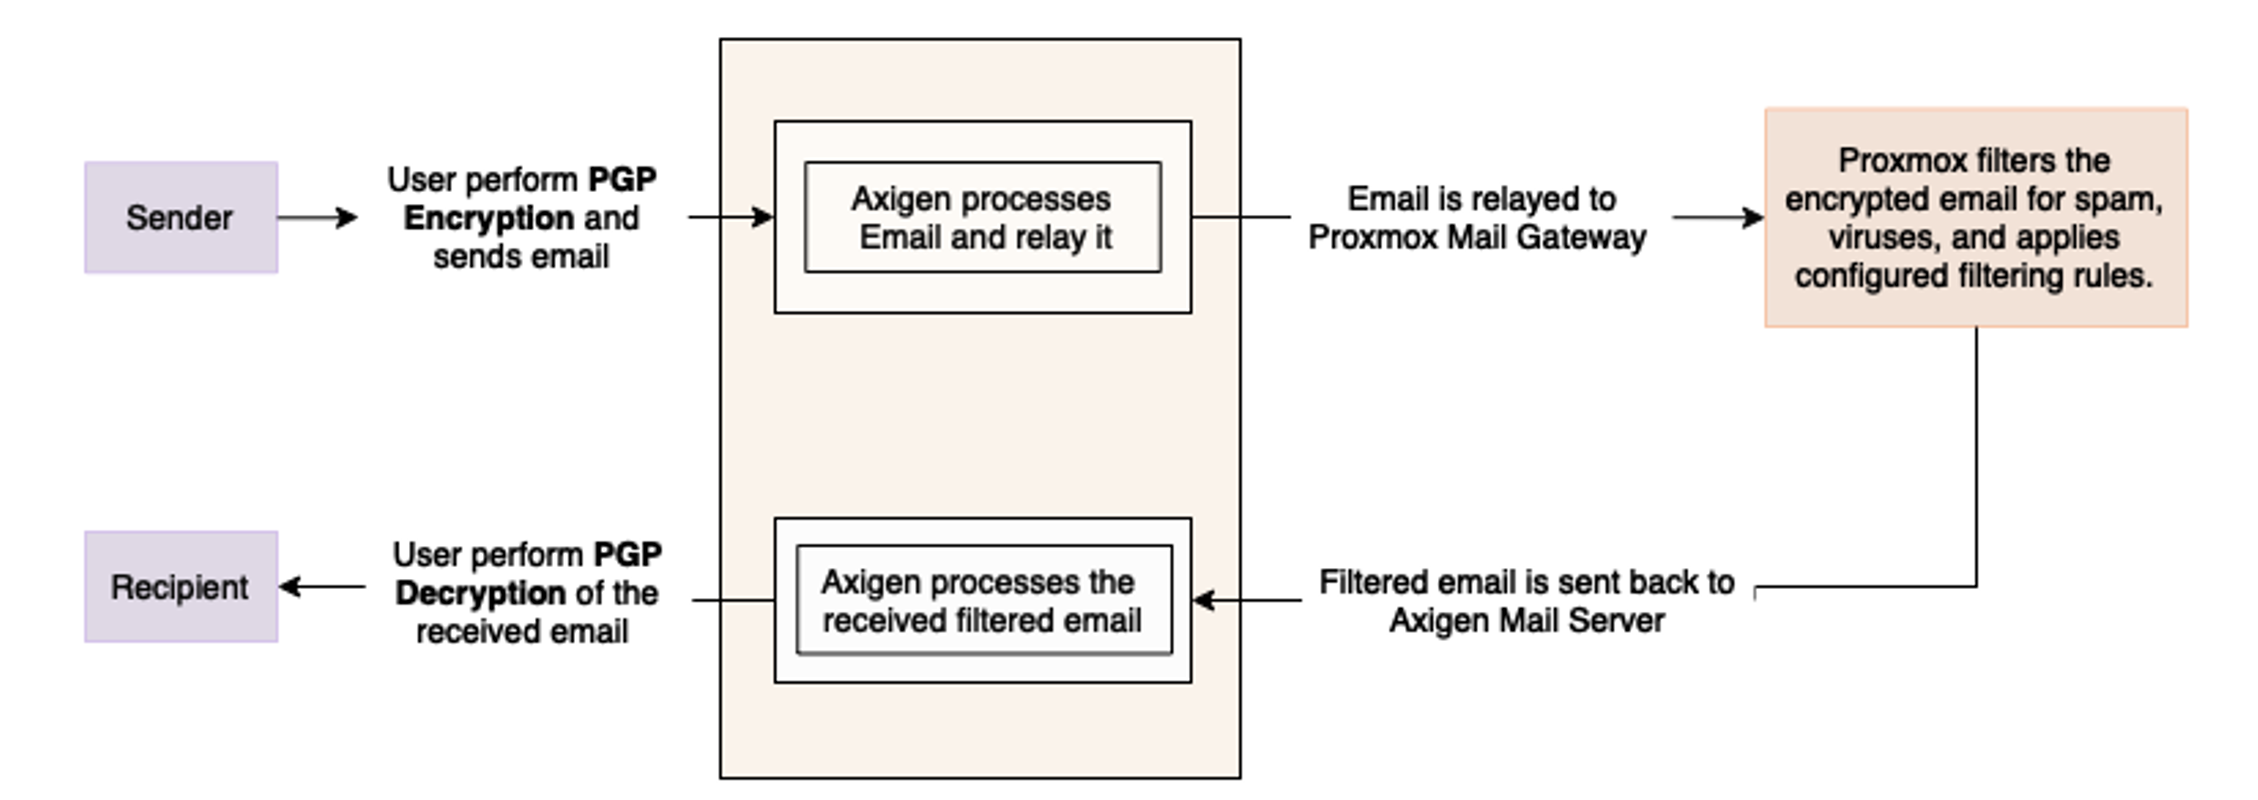 Sender
User perform PGP
Encryption and
sends email
Axigen processes
Email and relay it
Email is relayed to
Proxmox Mail Gateway
Proxmox filters the
encrypted email for spam,
viruses, and applies
configured filtering rules.
Recipient
User perform PGP
Decryption of the
received email
Axigen processes the
received filtered email
Filtered email is sent back to
Axigen Mail Server